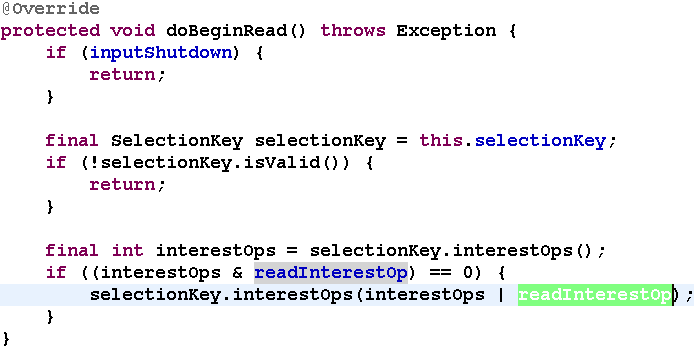 @Override
protected void doBeginRead() throws Exception {
    if (inputShutdown) {
        return;
    }

    final SelectionKey selectionKey = this.selectionKey;
    if (!selectionKey.isValid()) {
        return;
    }

    final int interestOps = selectionKey.interestOps();
    if ((interestOps & readInterestOp) == 0) {
        selectionKey.interestOps(interestOps | readInterestOp);
    }
}